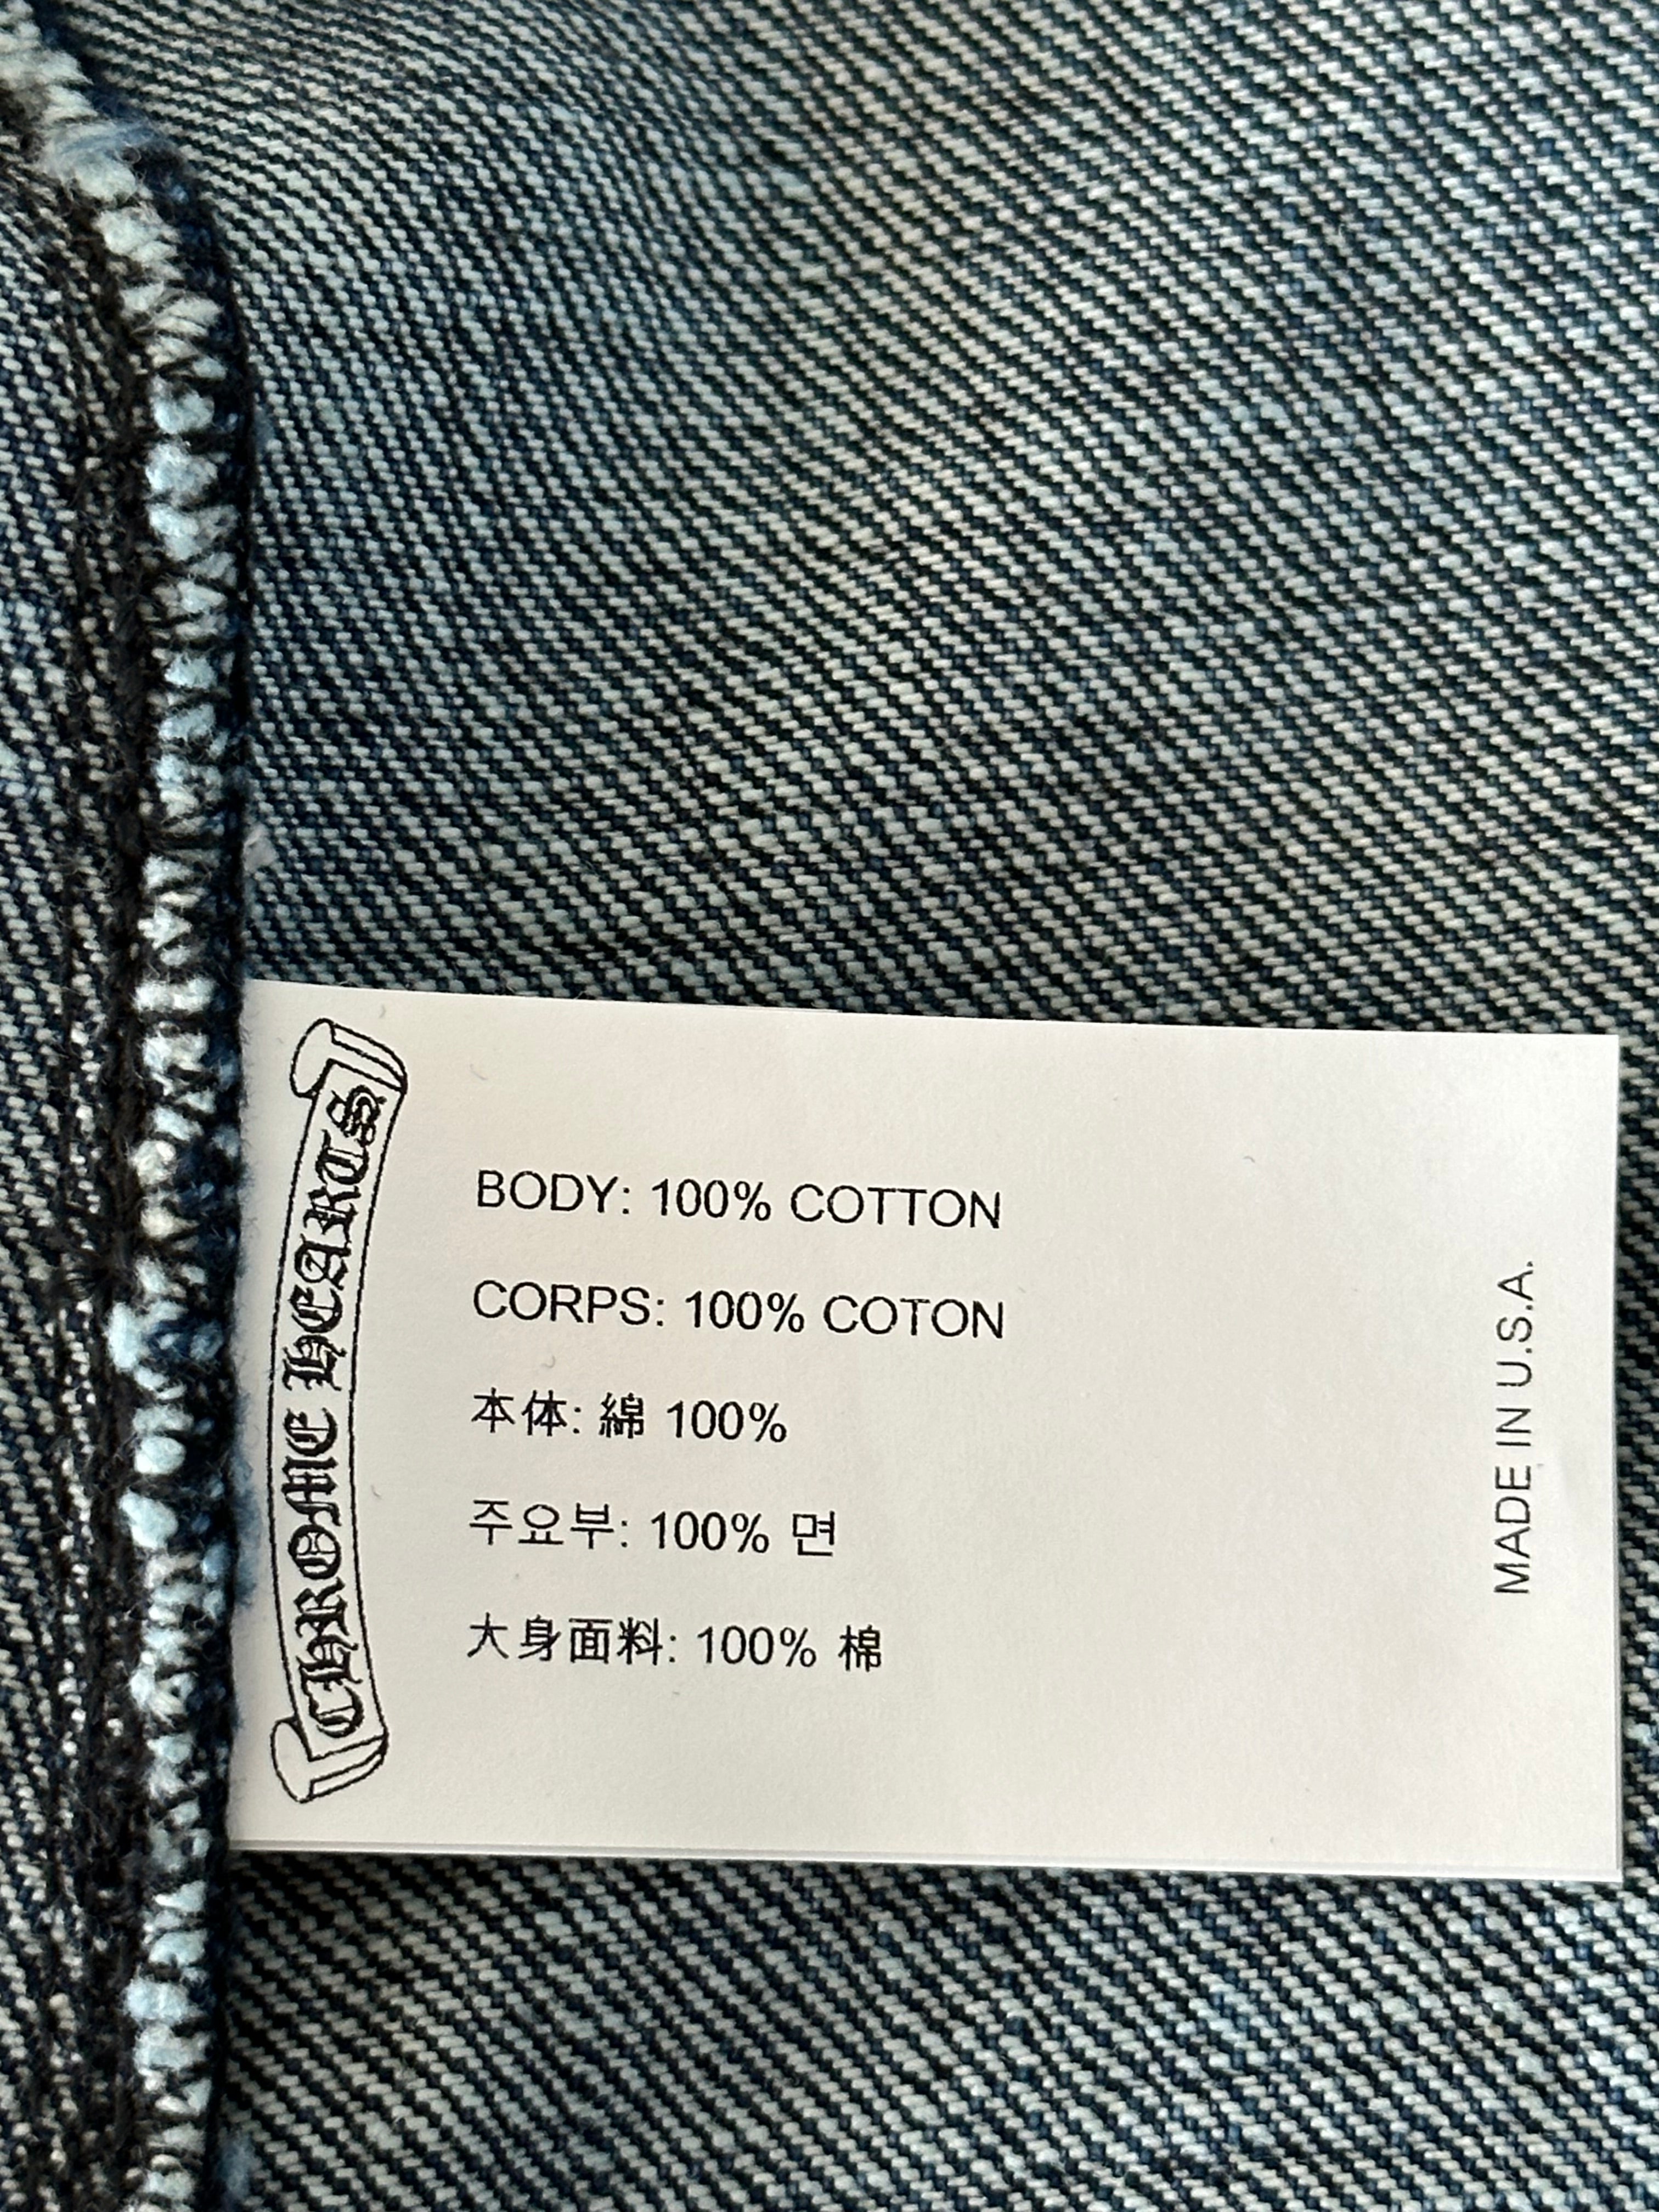 CHROME HEARTS
BODY: 100% COTTON
CORPS: 100% COTON
本体: 綿 100%
주요부: 100% 면
大身面料: 100% 棉
MADE IN U.S.A.